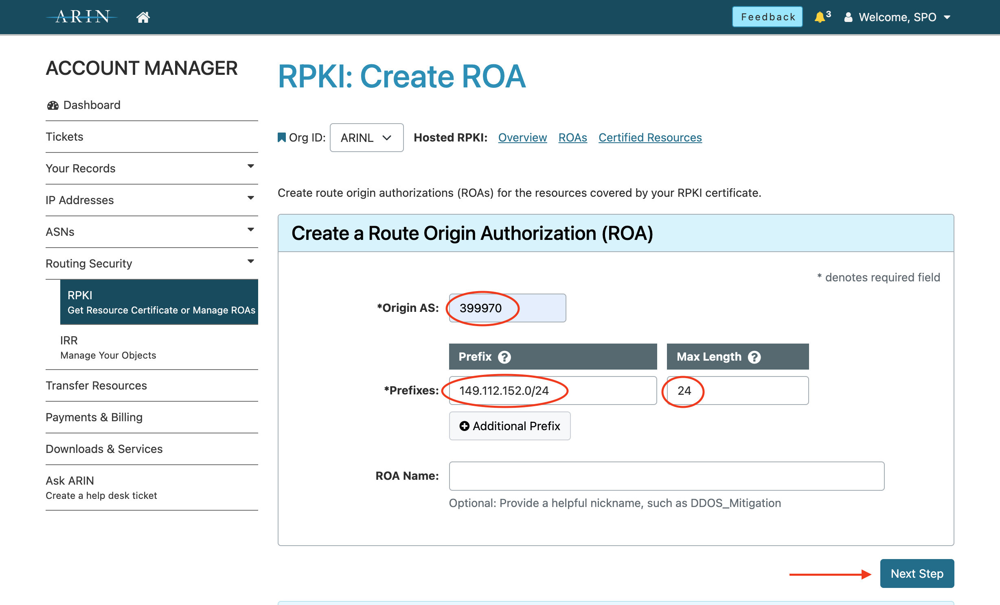 ARIN
Feedback
3
Welcome, SPO
ACCOUNT MANAGER
Dashboard
Tickets
Your Records
IP Addresses
ASNs
Routing Security
RPKI
Get Resource Certificate or Manage ROAs
IRR
Manage Your Objects
Transfer Resources
Payments & Billing
Downloads & Services
Ask ARIN
Create a help desk ticket
RPKI: Create ROA
Org ID: ARINL Hosted RPKI: Overview ROAs Certified Resources
Create route origin authorizations (ROAs) for the resources covered by your RPKI certificate.
Create a Route Origin Authorization (ROA)
* denotes required field
*Origin AS: 399970
Prefix ? Max Length ?
*Prefixes: 149.112.152.0/24 24
Additional Prefix
ROA Name:
Optional: Provide a helpful nickname, such as DDOS_Mitigation
Next Step